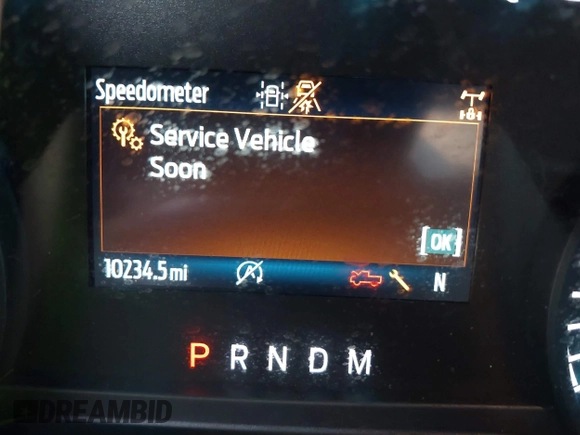 Speedometer
Service Vehicle
Soon
[OK]
10234.5 mi
N
P R N D M
DREAMBID